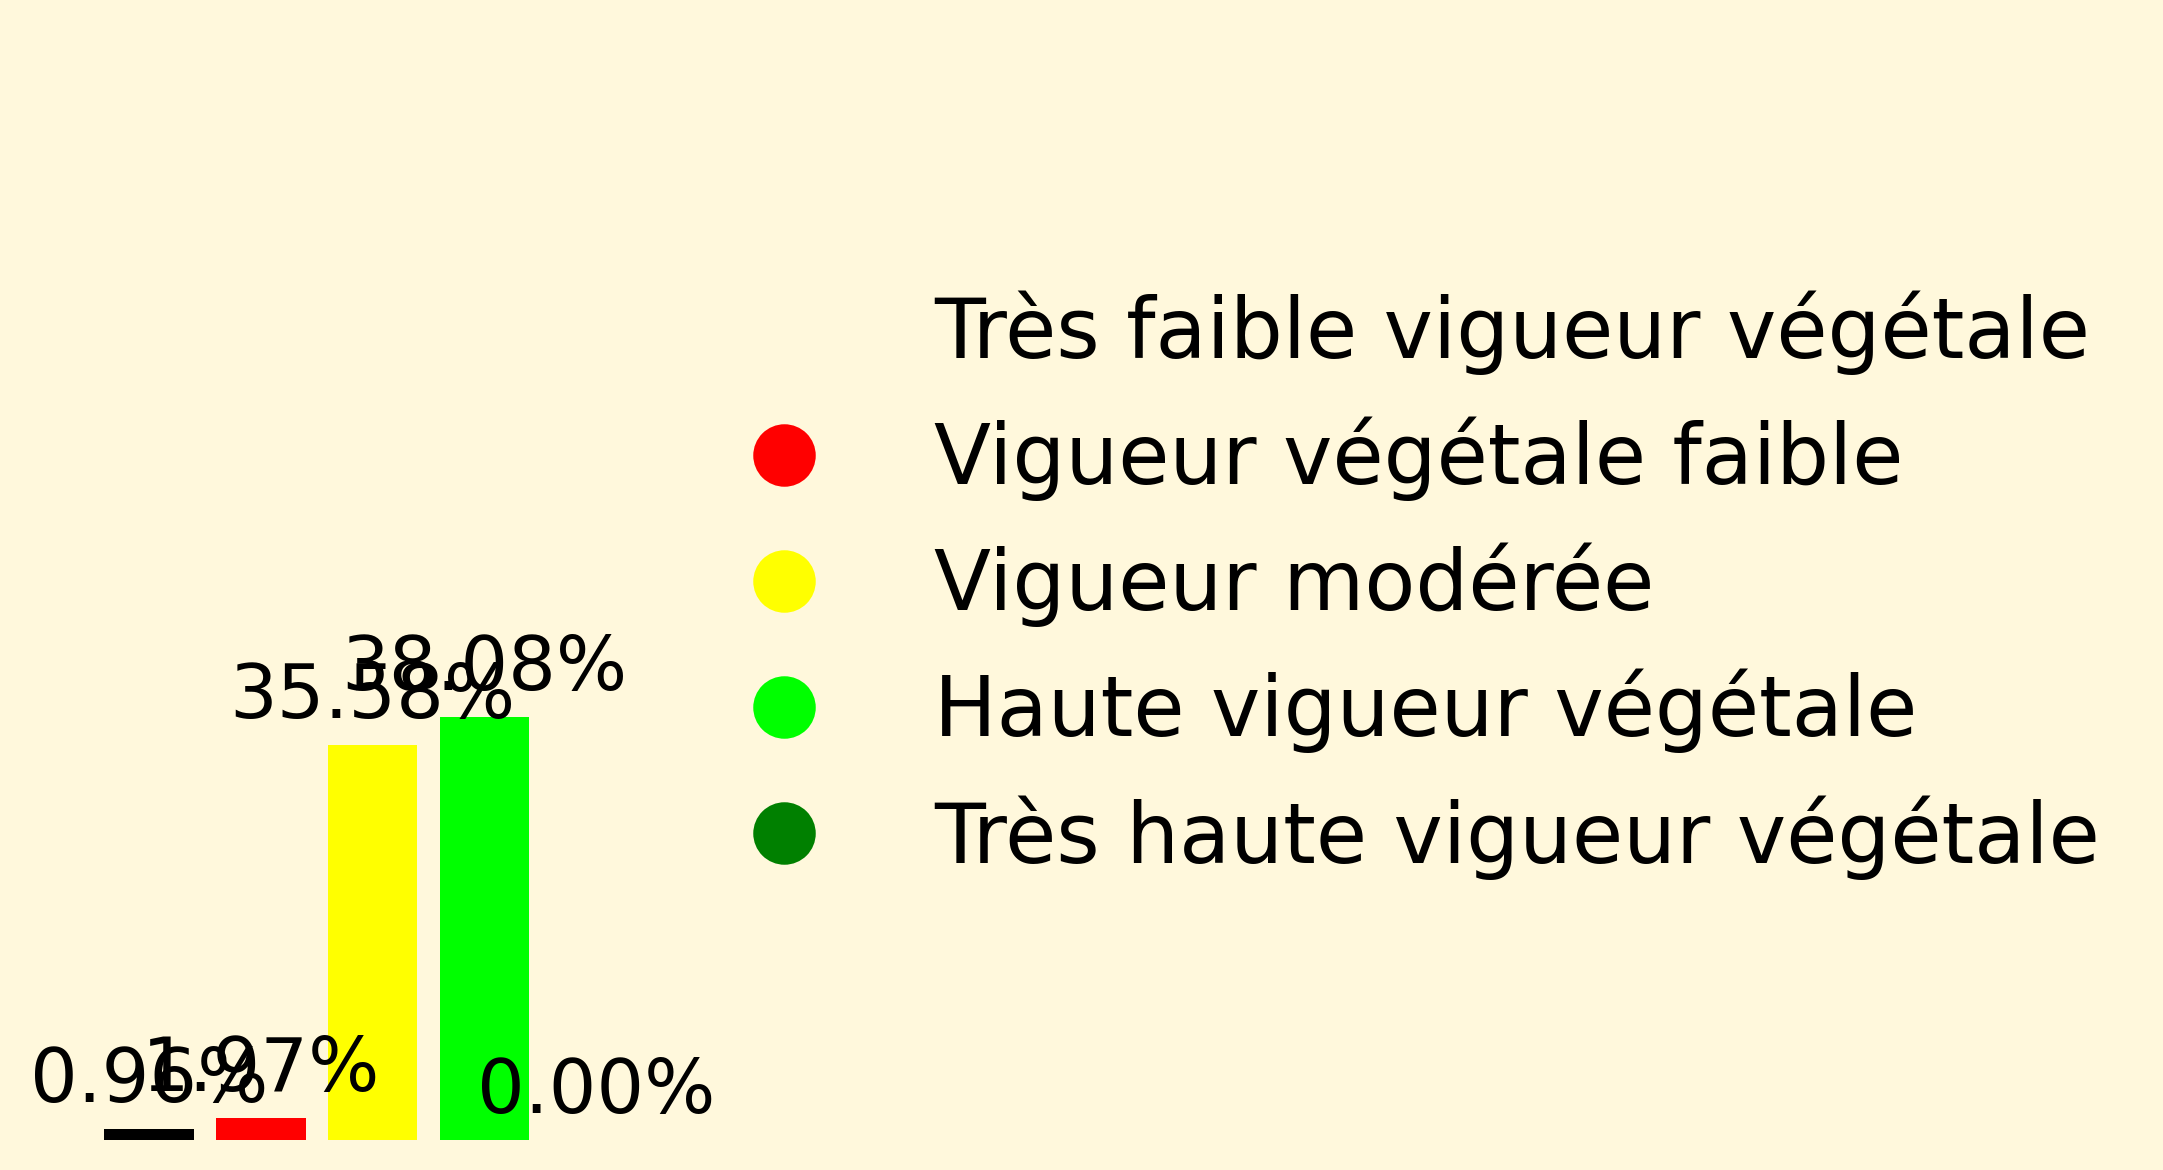 Très faible vigueur végétale
Vigueur végétale faible
Vigueur modérée
Haute vigueur végétale
Très haute vigueur végétale
0.96%
1.97%
35.58%
38.08%
0.00%